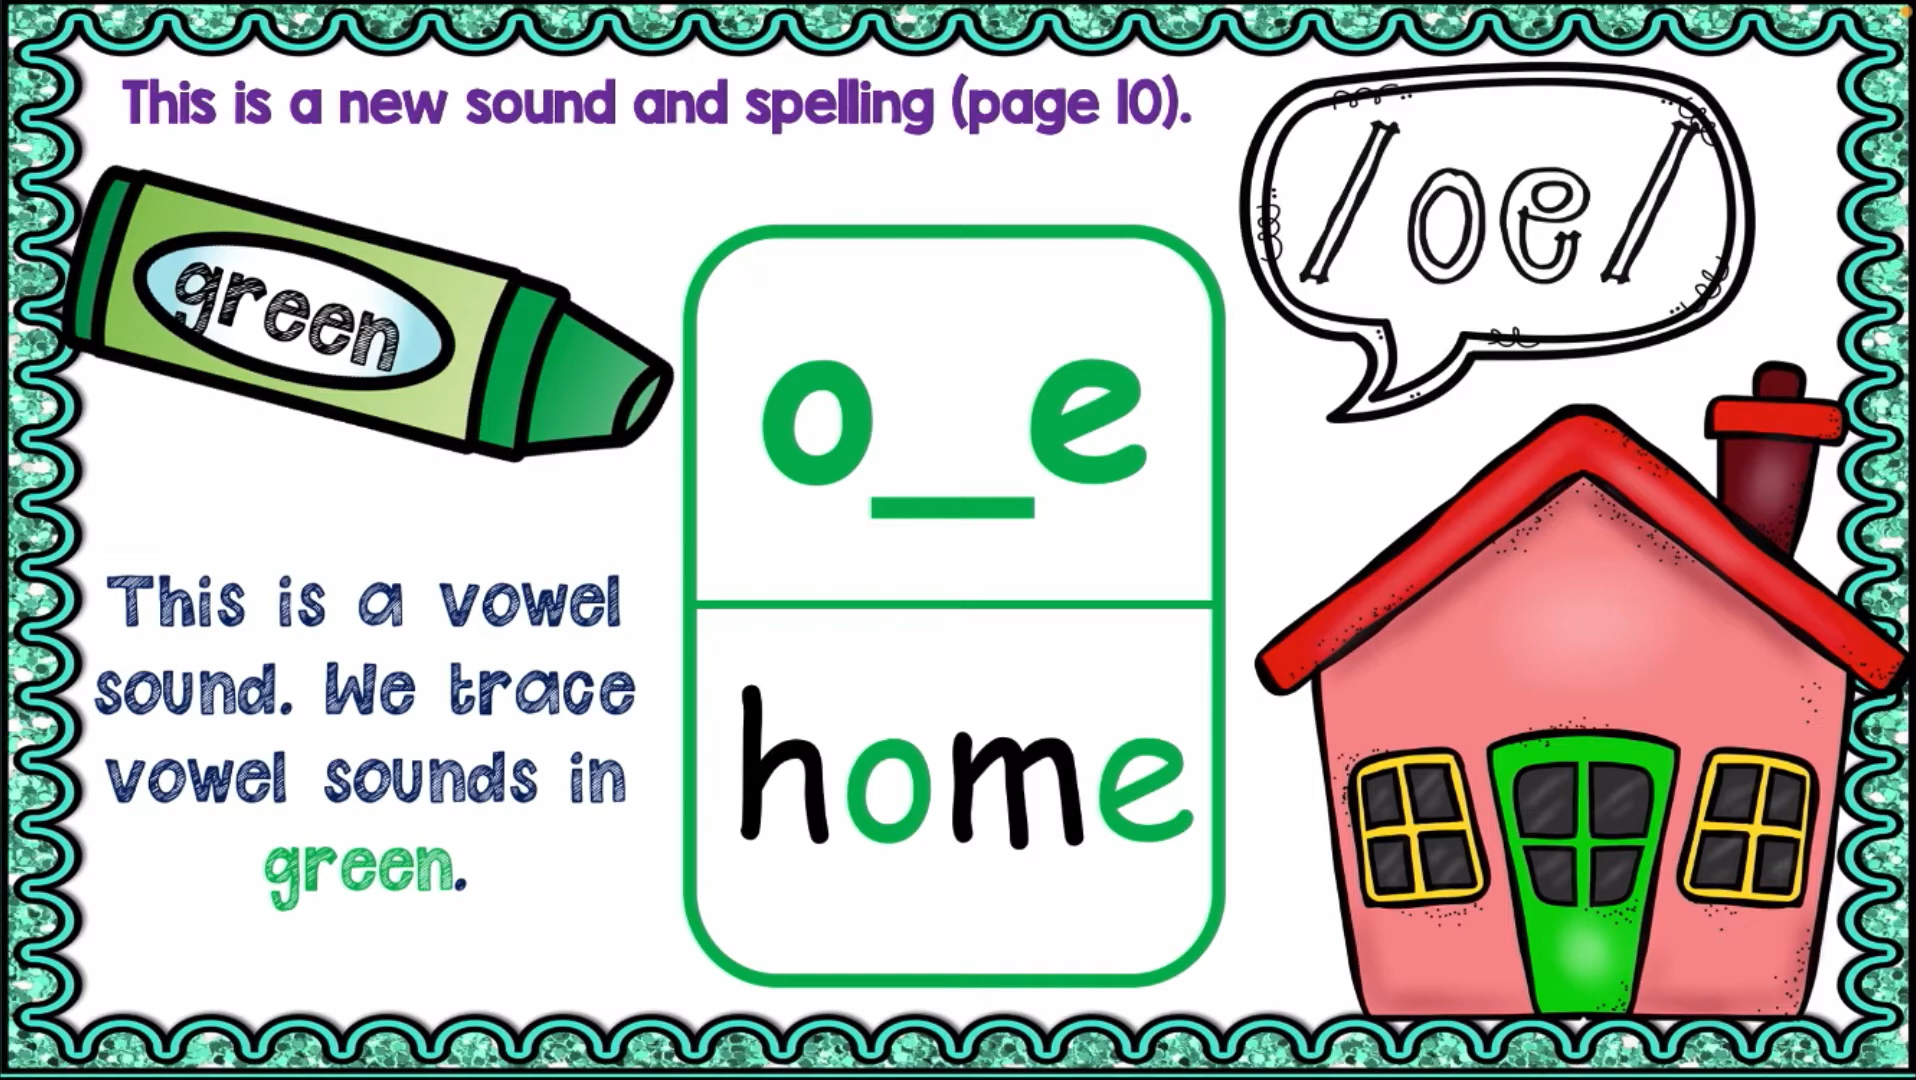 This is a new sound and spelling (page 10).
/oe/
green
o_e
home
This is a vowel
sound. We trace
vowel sounds in
green.